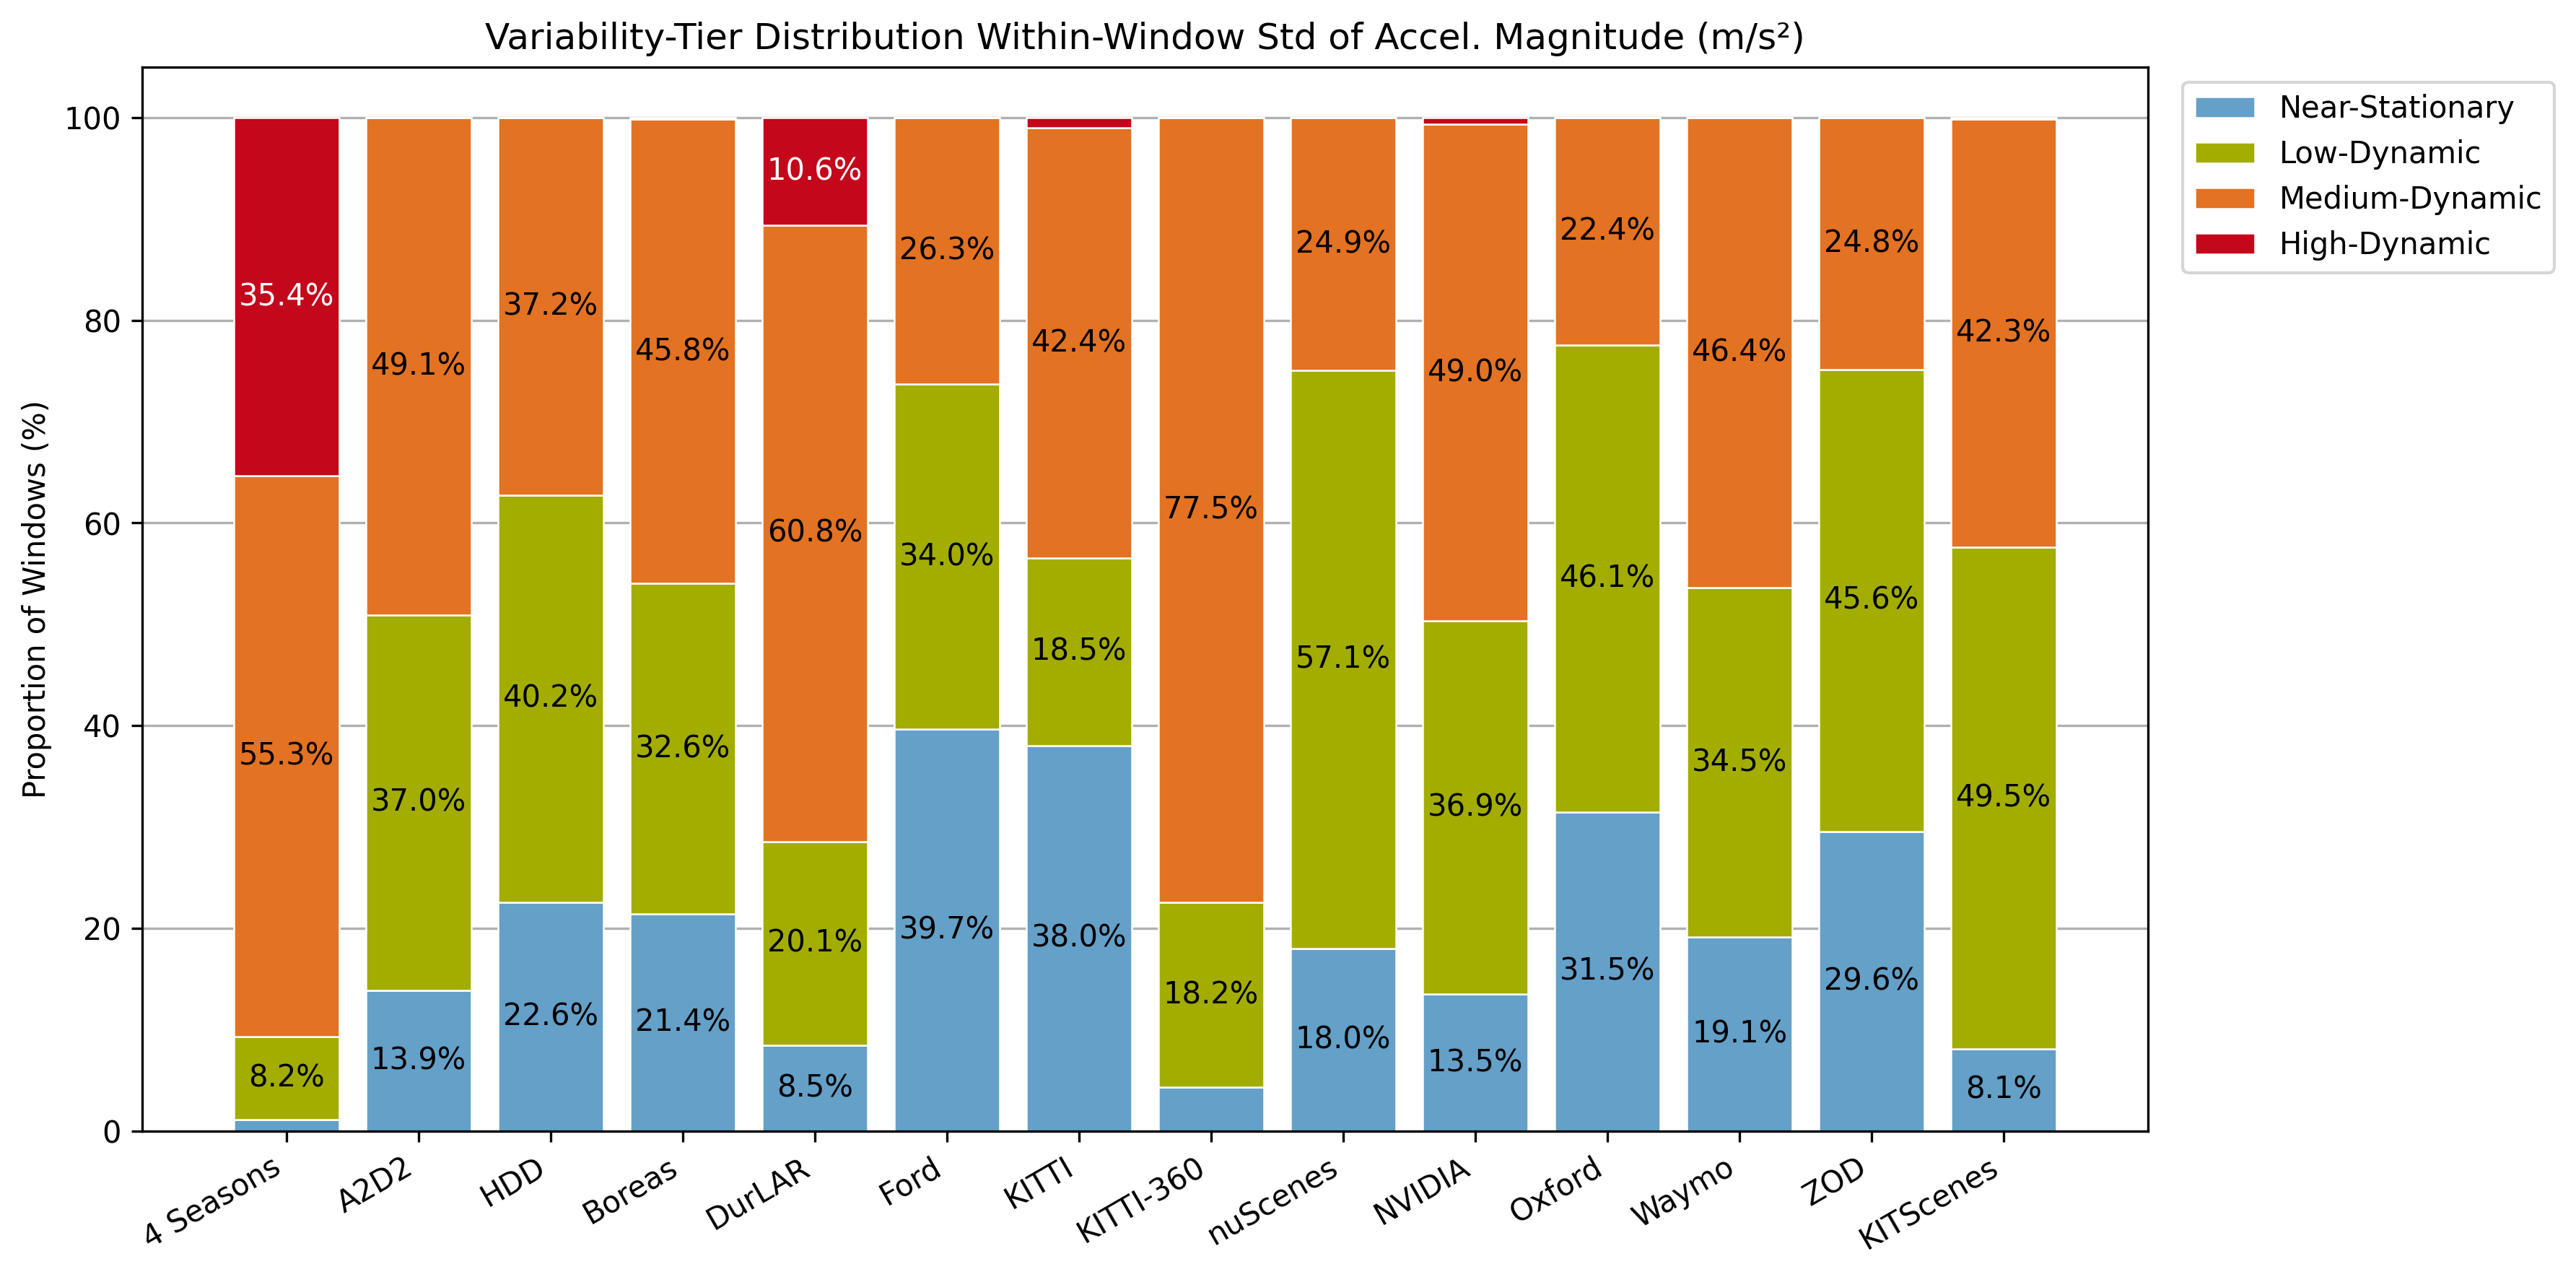 Variability-Tier Distribution Within-Window Std of Accel. Magnitude (m/s²)
Near-Stationary
Low-Dynamic
Medium-Dynamic
High-Dynamic
Proportion of Windows (%)
100
80
60
40
20
0
35.4%
55.3%
8.2%
49.1%
37.0%
13.9%
37.2%
40.2%
22.6%
45.8%
32.6%
21.4%
10.6%
60.8%
20.1%
8.5%
26.3%
34.0%
39.7%
42.4%
18.5%
38.0%
77.5%
18.2%
24.9%
57.1%
18.0%
49.0%
36.9%
13.5%
22.4%
46.1%
31.5%
46.4%
34.5%
19.1%
24.8%
45.6%
29.6%
42.3%
49.5%
8.1%
4 Seasons
A2D2
HDD
Boreas
DurLAR
Ford
KITTI
KITTI-360
nuScenes
NVIDIA
Oxford
Waymo
ZOD
KITScenes